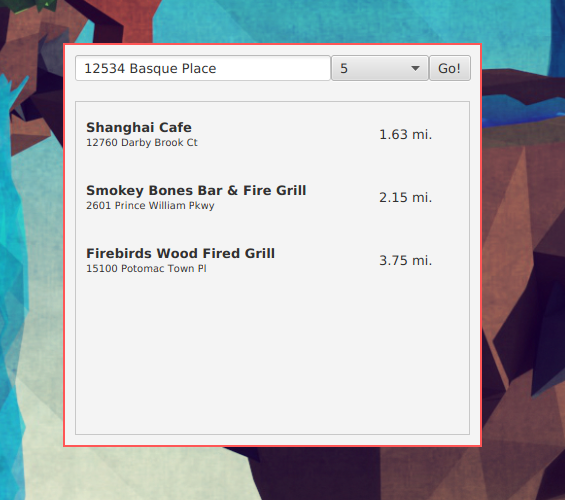 12534 Basque Place 5 Go!
Shanghai Cafe
12760 Darby Brook Ct
1.63 mi.
Smokey Bones Bar & Fire Grill
2601 Prince William Pkwy
2.15 mi.
Firebirds Wood Fired Grill
15100 Potomac Town Pl
3.75 mi.